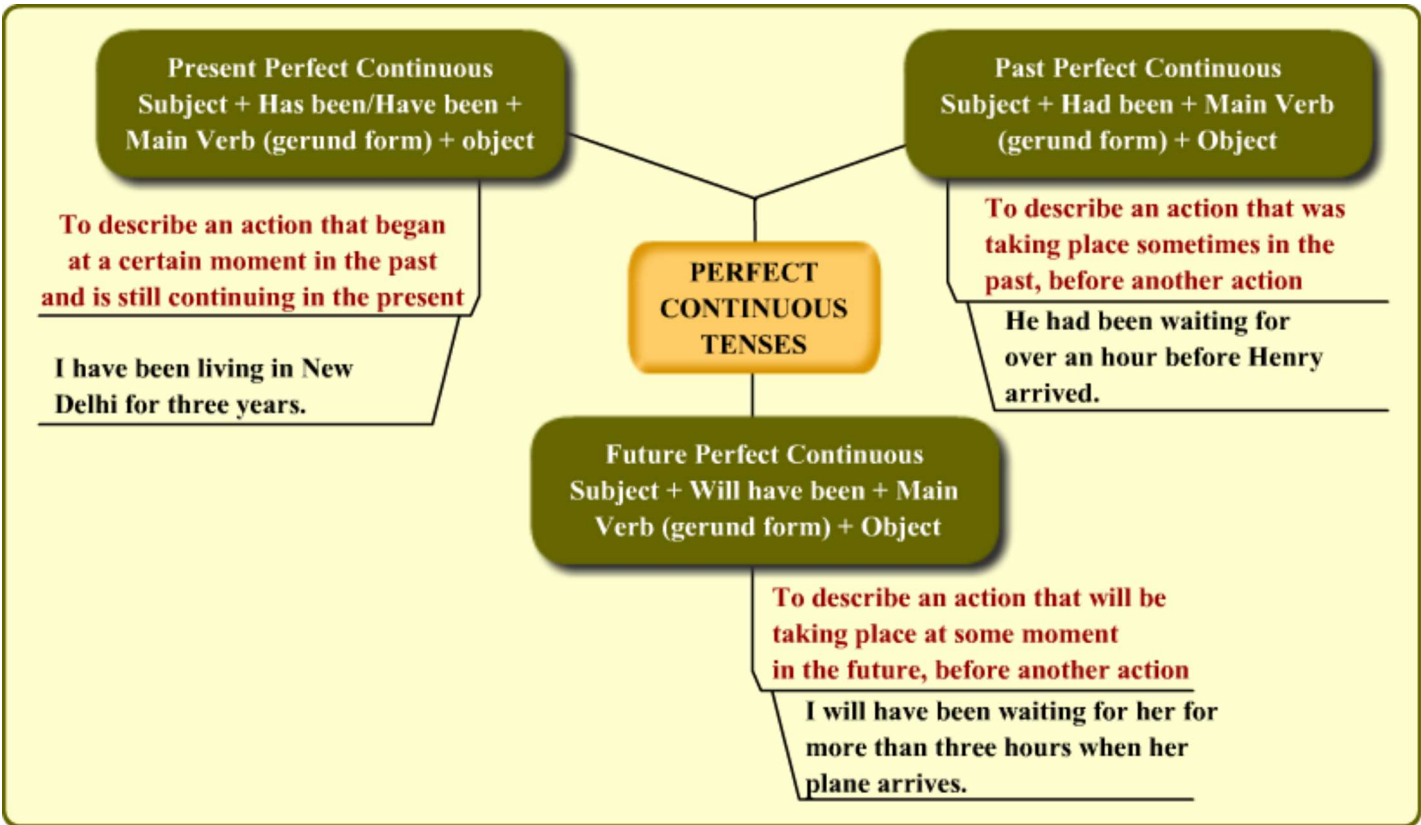 Present Perfect Continuous
Subject + Has been/Have been +
Main Verb (gerund form) + object
To describe an action that began
at a certain moment in the past
and is still continuing in the present
I have been living in New
Delhi for three years.
Past Perfect Continuous
Subject + Had been + Main Verb
(gerund form) + Object
To describe an action that was
taking place sometimes in the
past, before another action
He had been waiting for
over an hour before Henry
arrived.
PERFECT
CONTINUOUS
TENSES
Future Perfect Continuous
Subject + Will have been + Main
Verb (gerund form) + Object
To describe an action that will be
taking place at some moment
in the future, before another action
I will have been waiting for her for
more than three hours when her
plane arrives.